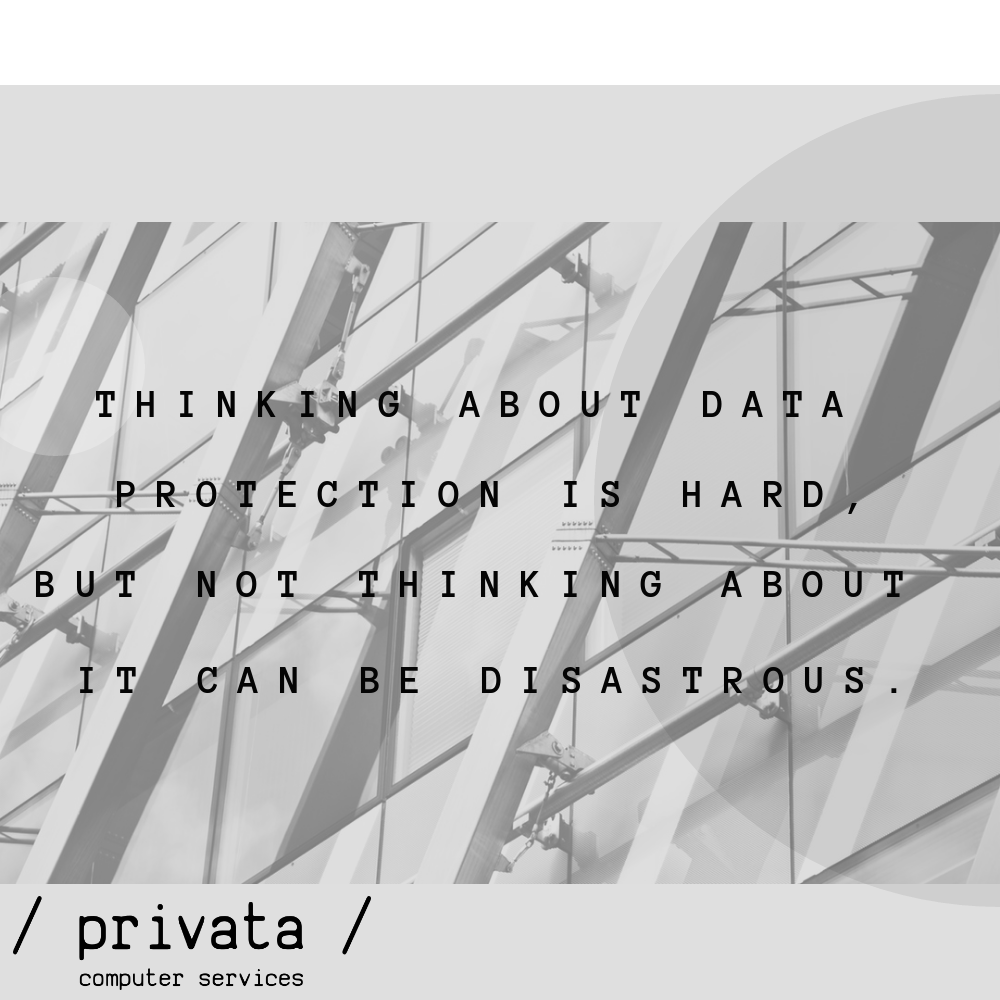 THINKING ABOUT DATA
PROTECTION IS HARD,
BUT NOT THINKING ABOUT
IT CAN BE DISASTROUS.
/ privata /
computer services